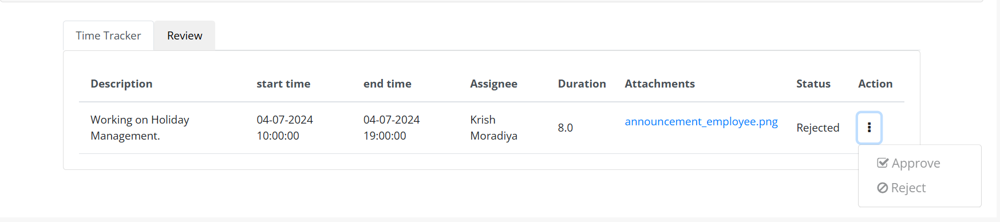 Time Tracker Review
Description start time end time Assignee Duration Attachments Status Action
Working on Holiday 04-07-2024 04-07-2024 Krish 8.0 announcement_employee.png Rejected
Management. 10:00:00 19:00:00 Moradiya
Approve
Reject